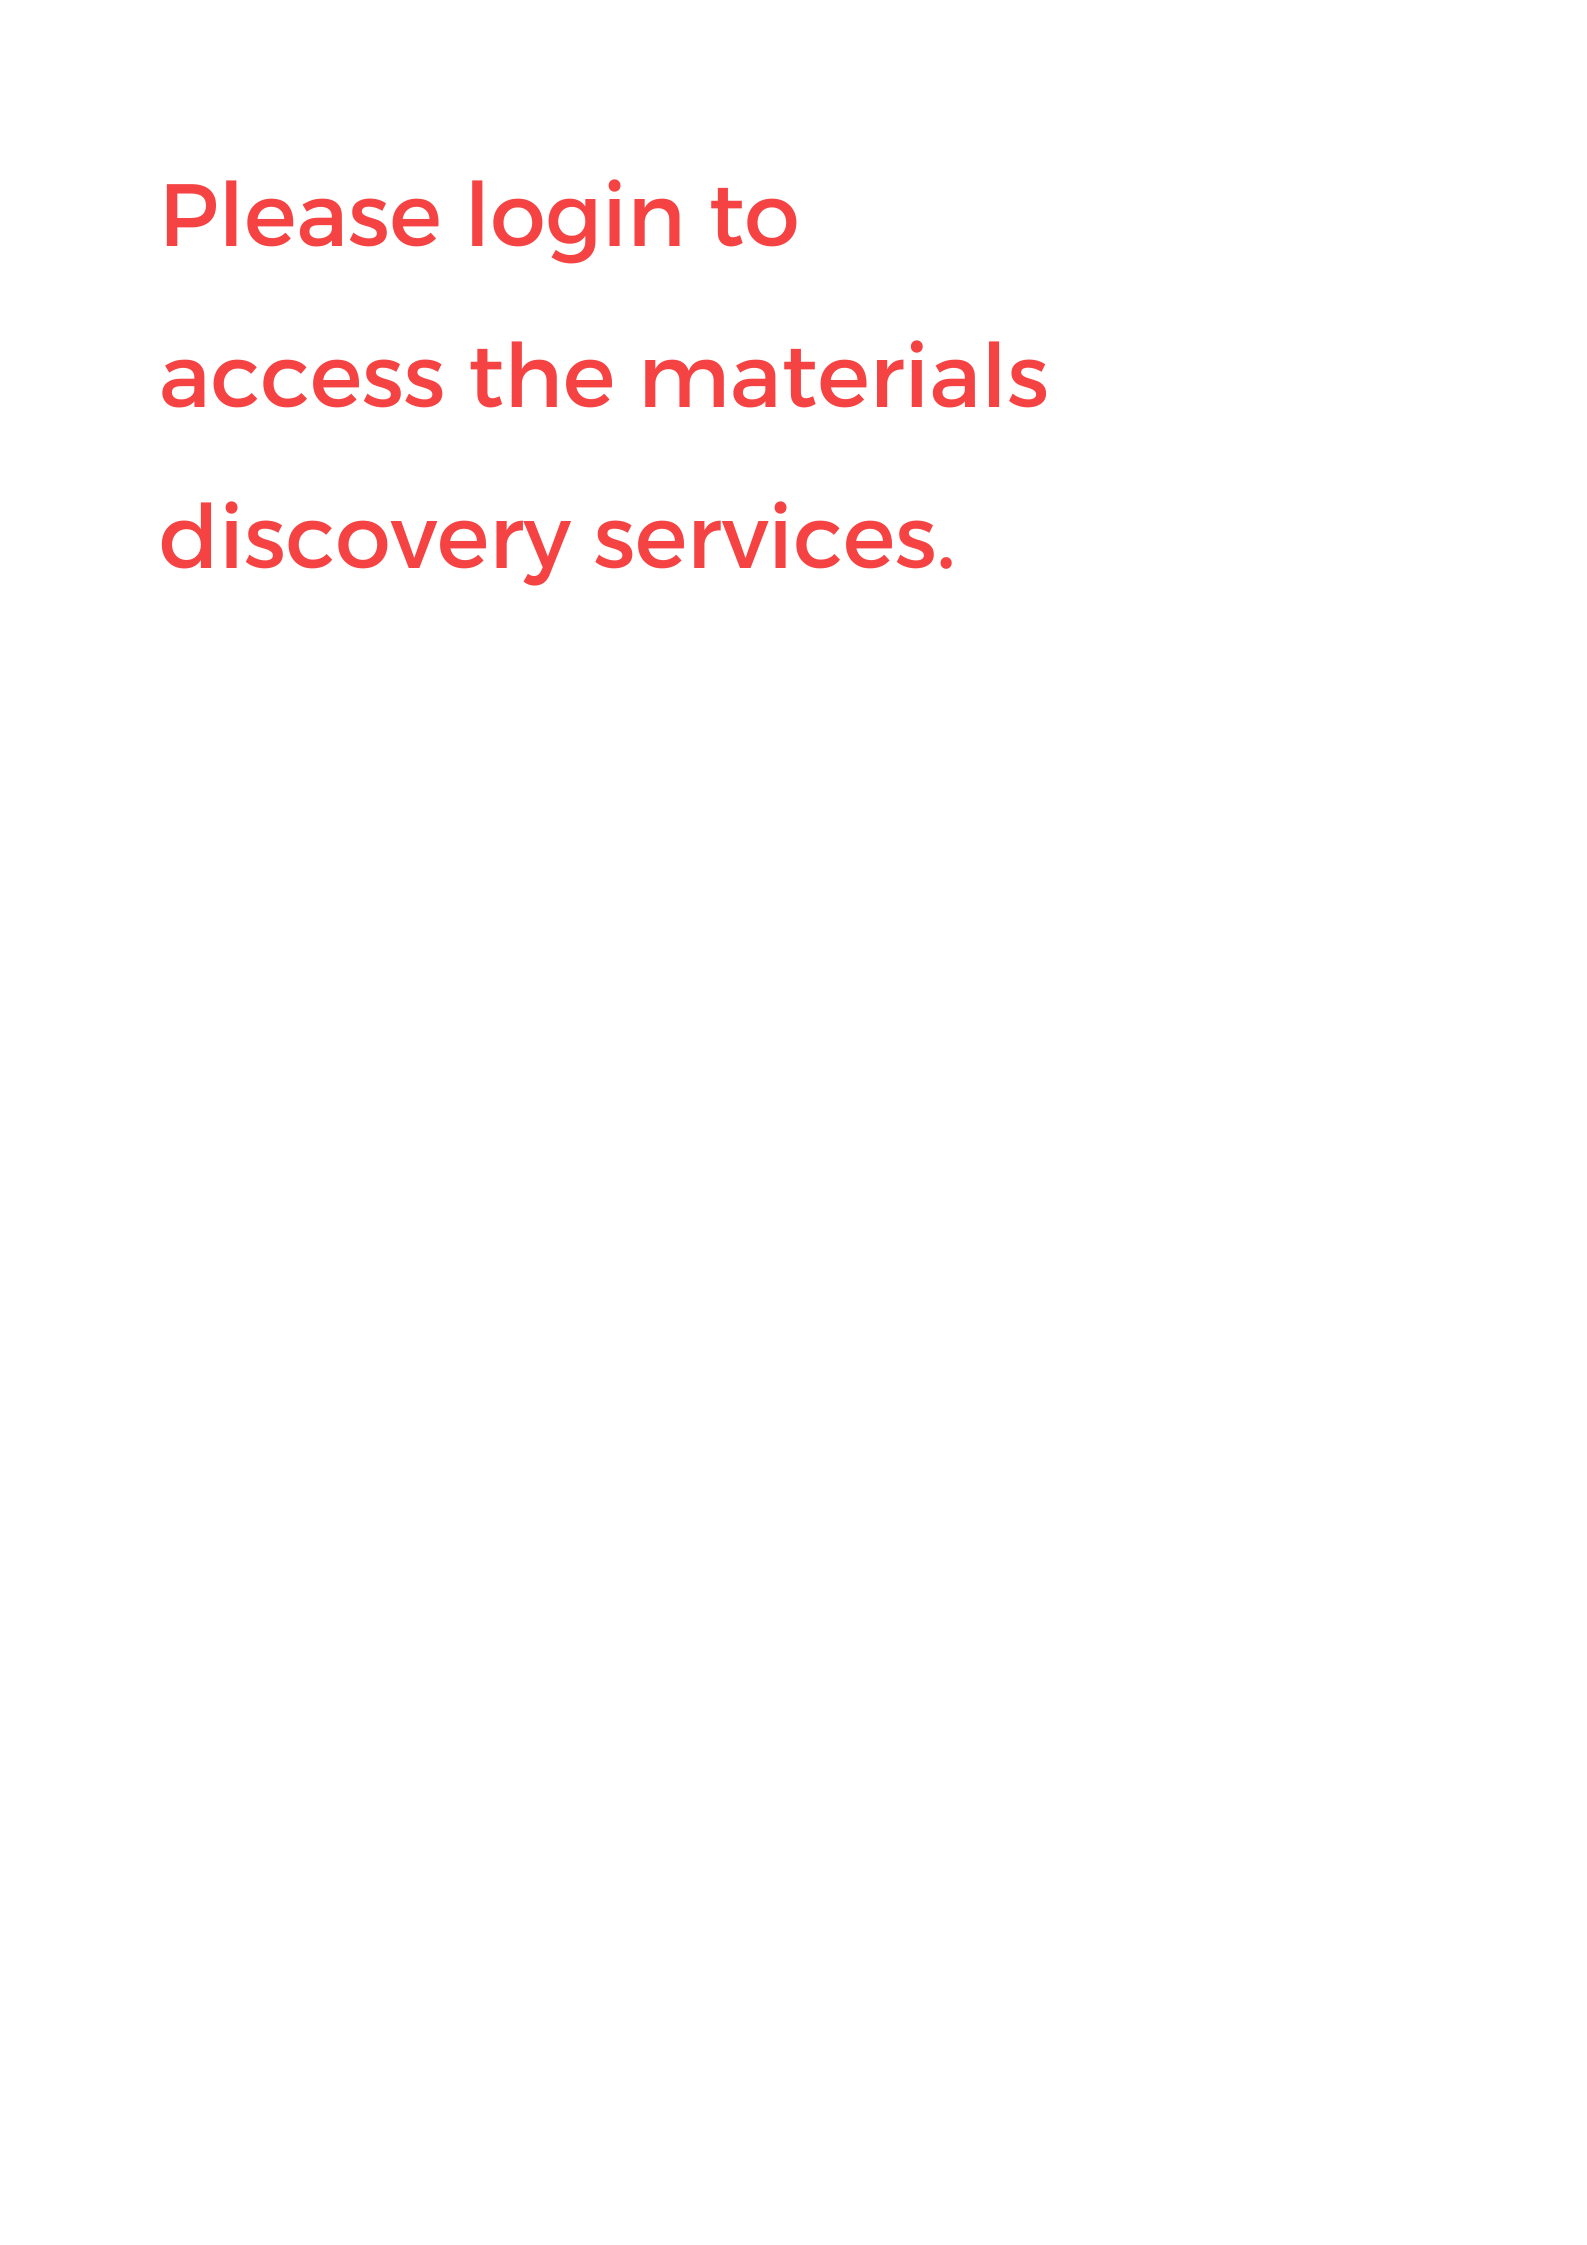 Please login to
access the materials
discovery services.